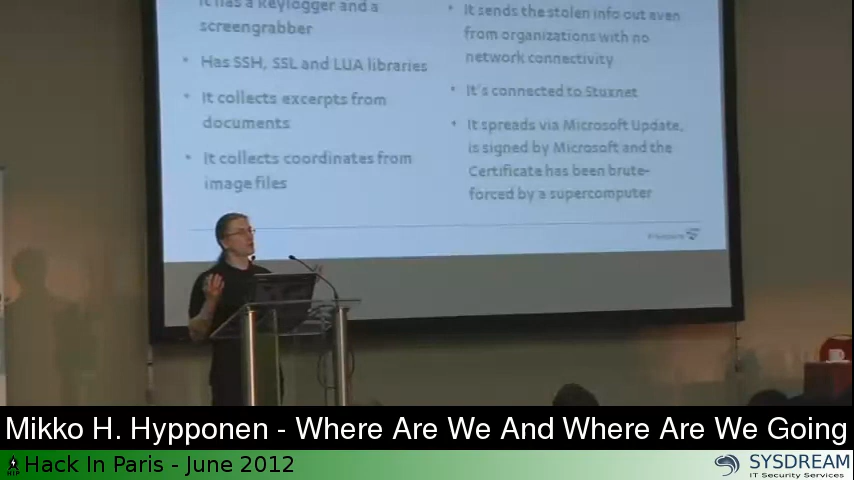 It has a keylogger and a
screengrabber
Has SSH, SSL and LUA libraries
It collects excerpts from
documents
It collects coordinates from
image files
It sends the stolen info out even
from organizations with no
network connectivity
It's connected to Stuxnet
It spreads via Microsoft Update,
is signed by Microsoft and the
Certificate has been brute-
forced by a supercomputer
Mikko H. Hypponen - Where Are We And Where Are We Going
Hack In Paris - June 2012
SYSDREAM
IT Security Services